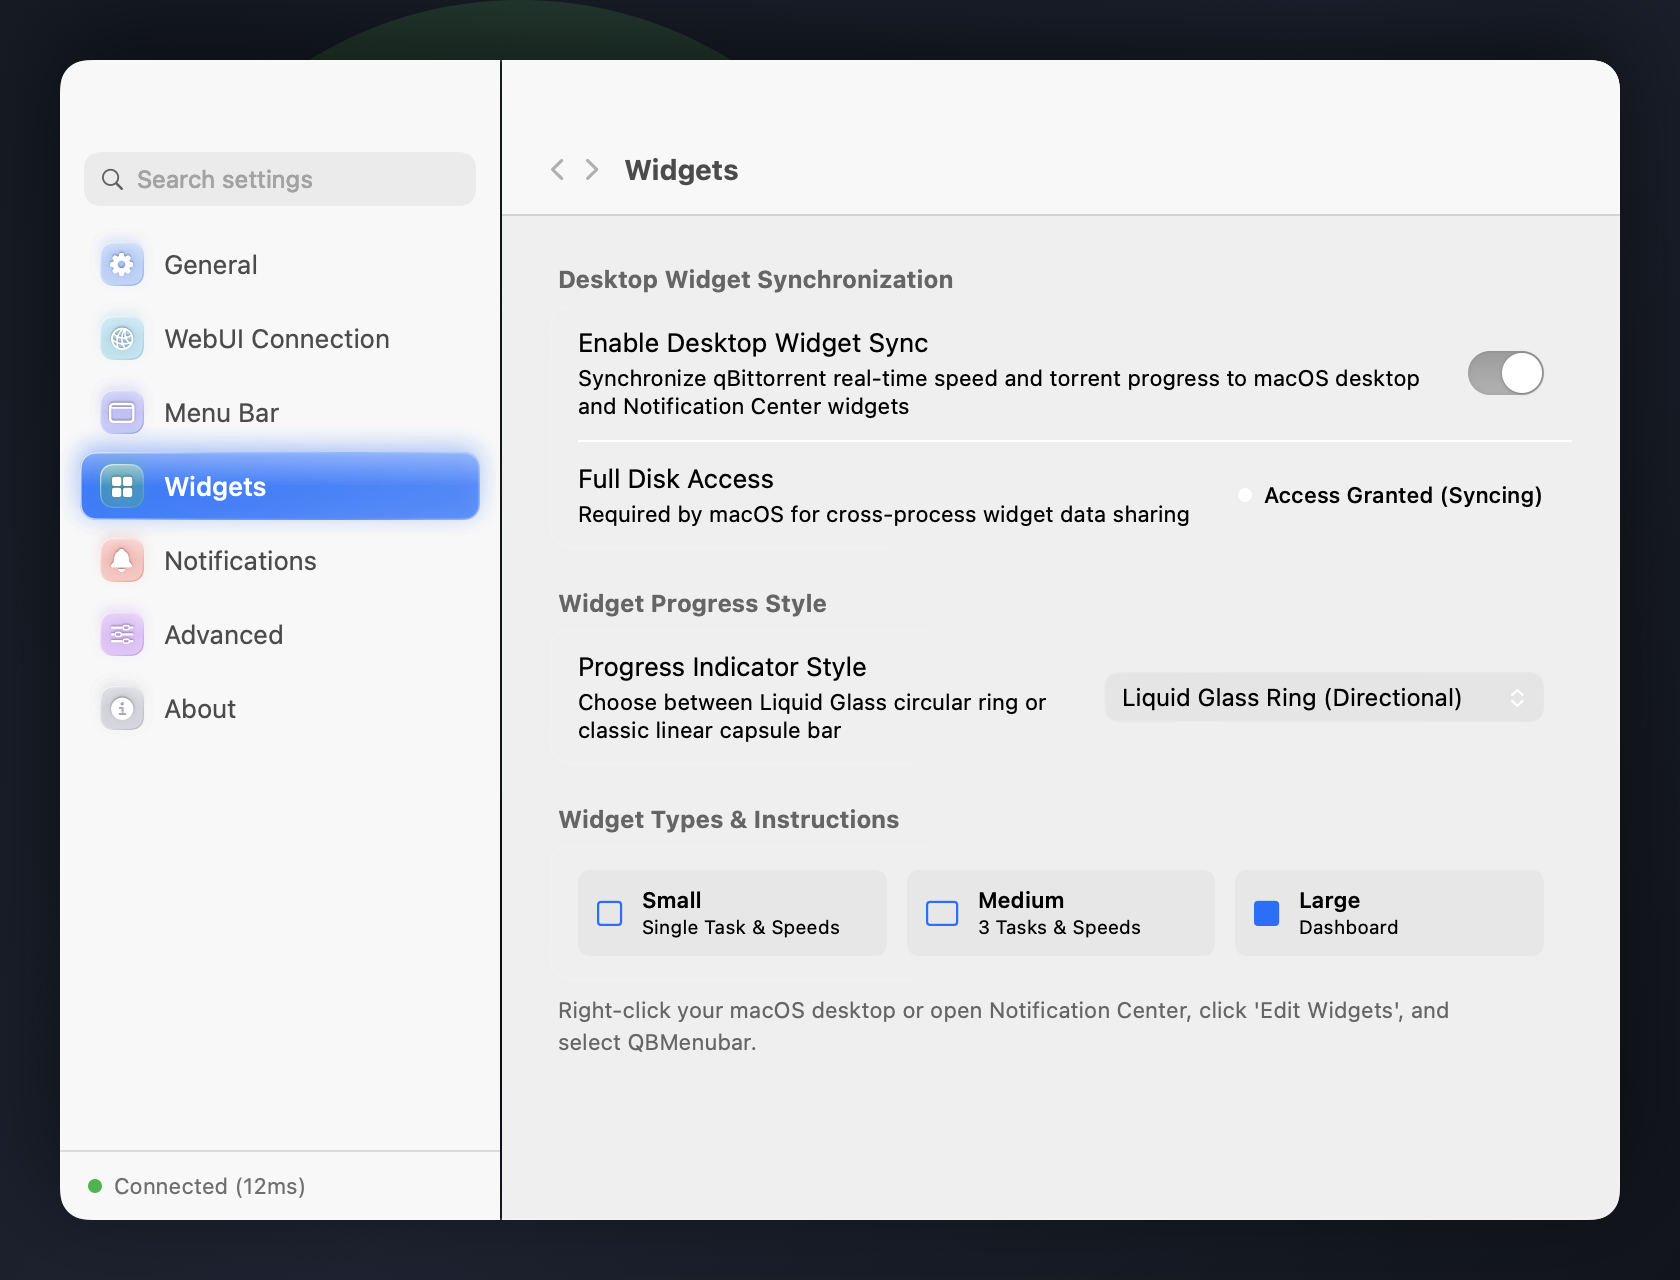 Search settings
General
WebUI Connection
Menu Bar
Widgets
Notifications
Advanced
About
Connected (12ms)
Widgets
Desktop Widget Synchronization
Enable Desktop Widget Sync
Synchronize qBittorrent real-time speed and torrent progress to macOS desktop
and Notification Center widgets
Full Disk Access
Required by macOS for cross-process widget data sharing
Access Granted (Syncing)
Widget Progress Style
Progress Indicator Style
Choose between Liquid Glass circular ring or
classic linear capsule bar
Liquid Glass Ring (Directional)
Widget Types & Instructions
Small
Single Task & Speeds
Medium
3 Tasks & Speeds
Large
Dashboard
Right-click your macOS desktop or open Notification Center, click 'Edit Widgets', and
select QBMenubar.